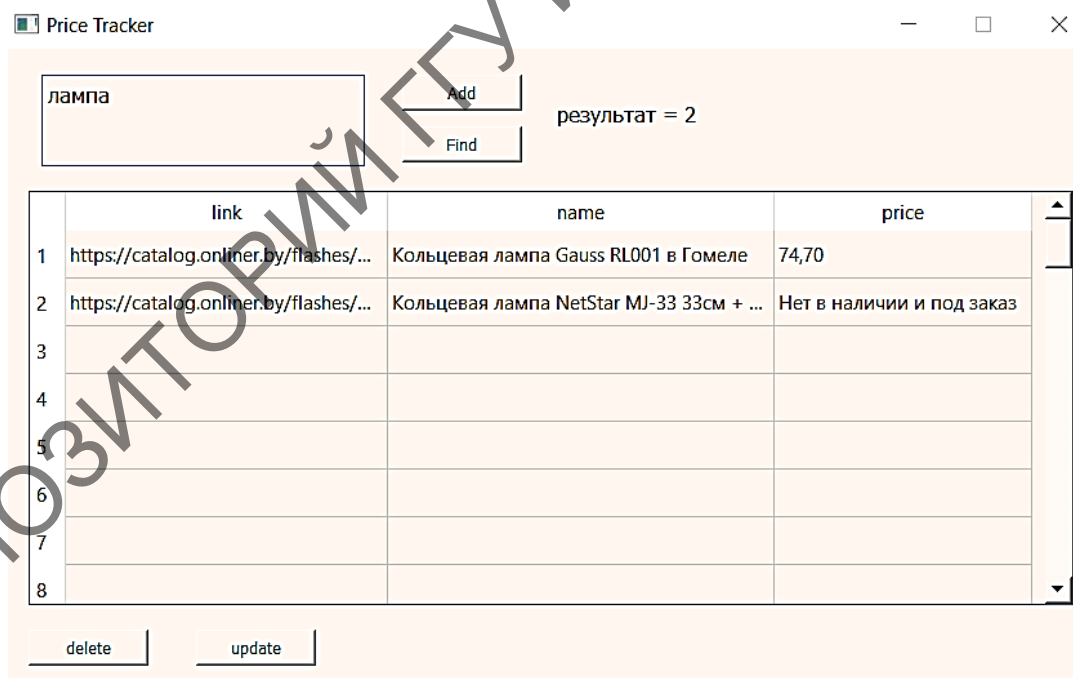 Price Tracker
лампа
Add
Find
результат = 2
link name price
1 https://catalog.onliner.by/flashes/... Кольцевая лампа Gauss RL001 в Гомеле 74,70
2 https://catalog.onliner.by/flashes/... Кольцевая лампа NetStar MJ-33 33см + ... Нет в наличии и под заказ
3
4
5
6
7
8
delete update
ОЗИТОРИЙ ГГУ